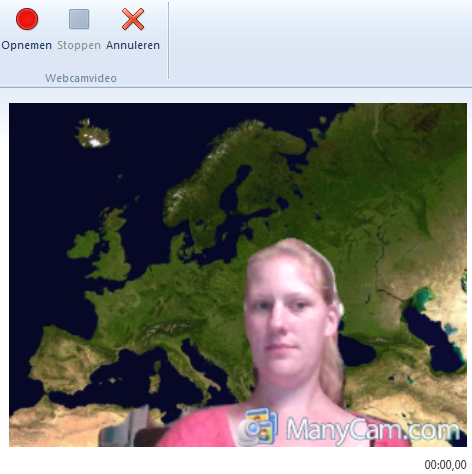 Opnemen Stoppen Annuleren
Webcamvideo
ManyCam.com
00:00,00